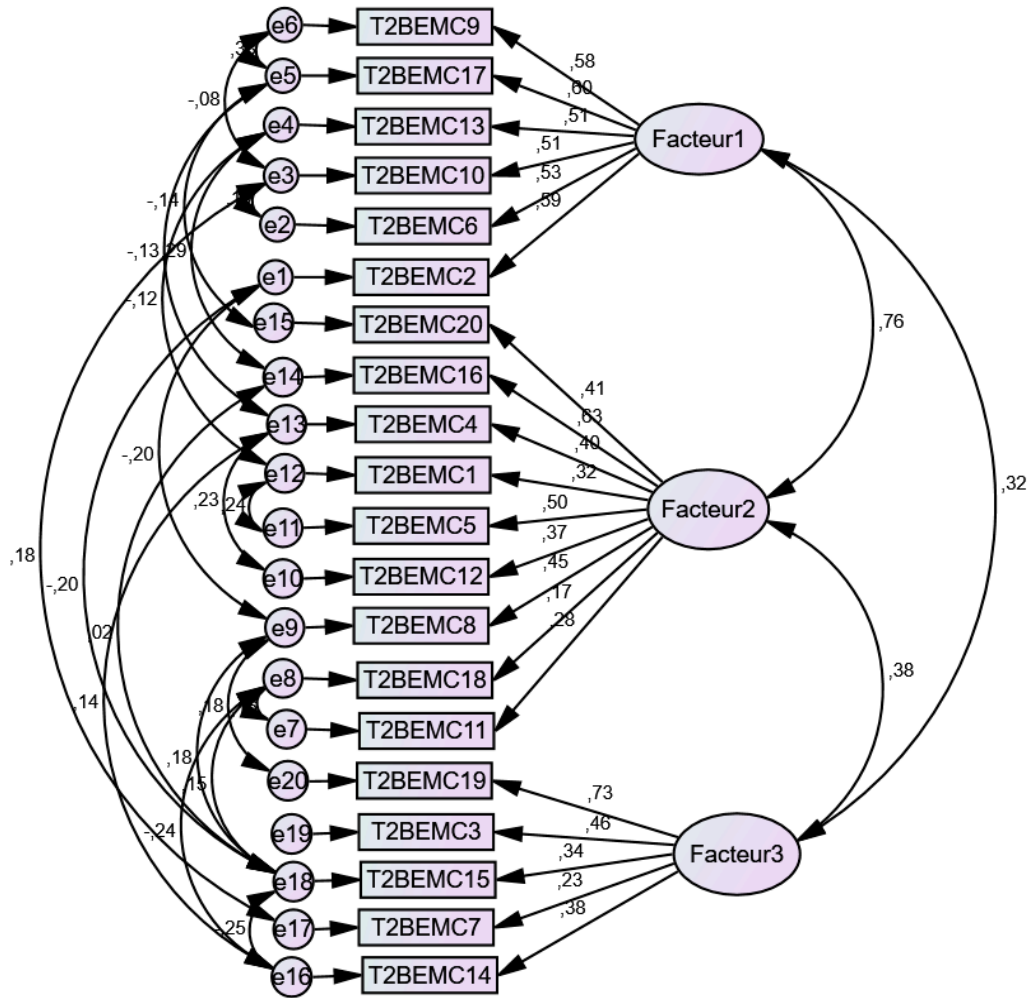 e6
T2BEMC9
,58
e5
T2BEMC17
,60
-,08
e4
T2BEMC13
,51
Facteur1
e3
T2BEMC10
,51
-,14
e2
T2BEMC6
,53
,59
-,13
,29
e1
T2BEMC2
-,12
e15
T2BEMC20
,76
e14
T2BEMC16
,41
e13
T2BEMC4
,63
,40
-,20
e12
T2BEMC1
,32
,32
,23
,24
e11
T2BEMC5
,50
Facteur2
,18
-,20
e10
T2BEMC12
,37
,45
,02
e9
T2BEMC8
,17
,28
e8
T2BEMC18
,38
,14
,18
e7
T2BEMC11
,18
,15
e20
T2BEMC19
,73
-,24
e19
T2BEMC3
,46
Facteur3
e18
T2BEMC15
,34
-,25
e17
T2BEMC7
,23
,38
e16
T2BEMC14